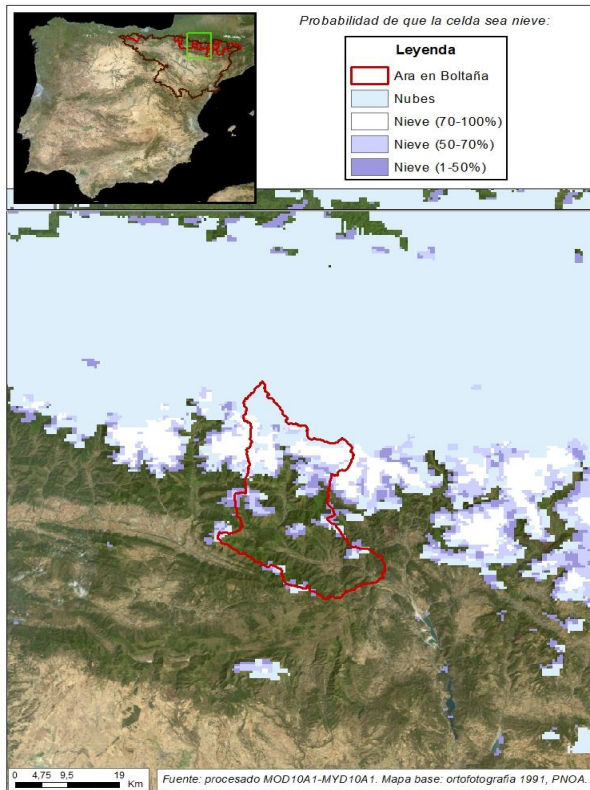 Probabilidad de que la celda sea nieve:
Leyenda
Ara en Boltaña
Nubes
Nieve (70-100%)
Nieve (50-70%)
Nieve (1-50%)
0 4,75 9,5 19
Km
Fuente: procesado MOD10A1-MYD10A1. Mapa base: ortofotografia 1991, PNOA.